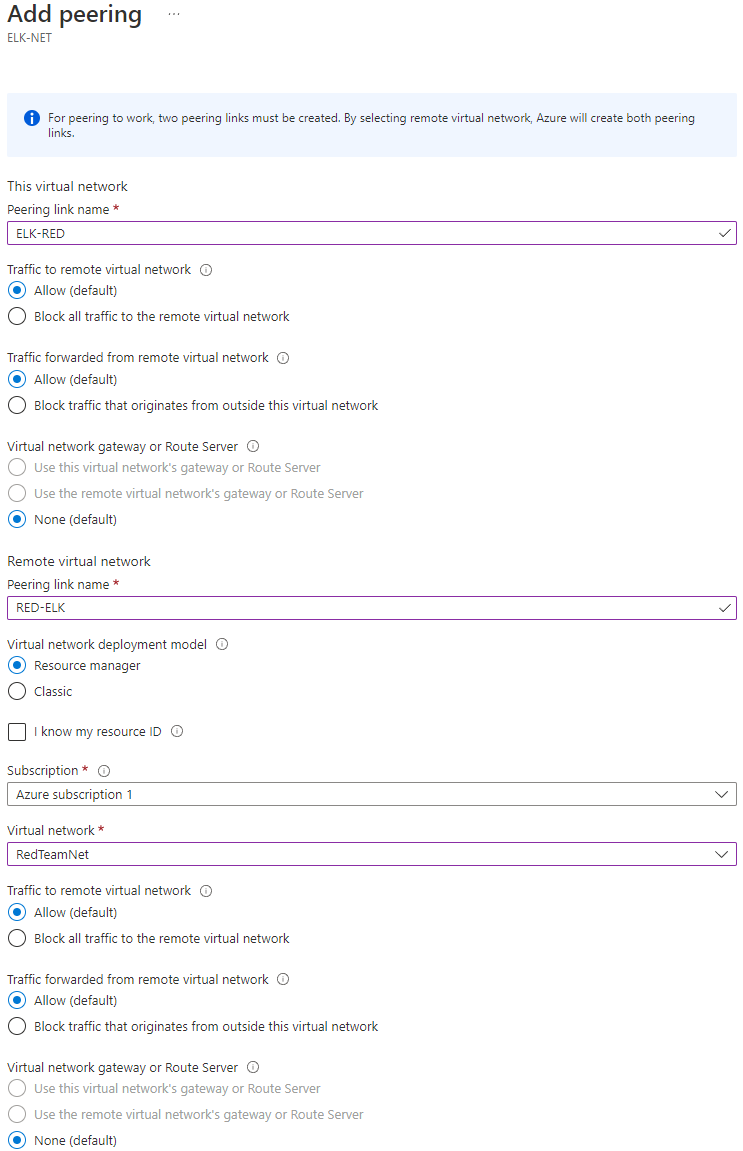 Add peering ...
ELK-NET
For peering to work, two peering links must be created. By selecting remote virtual network, Azure will create both peering
links.
This virtual network
Peering link name *
ELK-RED
Traffic to remote virtual network
Allow (default)
Block all traffic to the remote virtual network
Traffic forwarded from remote virtual network
Allow (default)
Block traffic that originates from outside this virtual network
Virtual network gateway or Route Server
Use this virtual network's gateway or Route Server
Use the remote virtual network's gateway or Route Server
None (default)
Remote virtual network
Peering link name *
RED-ELK
Virtual network deployment model
Resource manager
Classic
I know my resource ID
Subscription *
Azure subscription 1
Virtual network *
RedTeamNet
Traffic to remote virtual network
Allow (default)
Block all traffic to the remote virtual network
Traffic forwarded from remote virtual network
Allow (default)
Block traffic that originates from outside this virtual network
Virtual network gateway or Route Server
Use this virtual network's gateway or Route Server
Use the remote virtual network's gateway or Route Server
None (default)